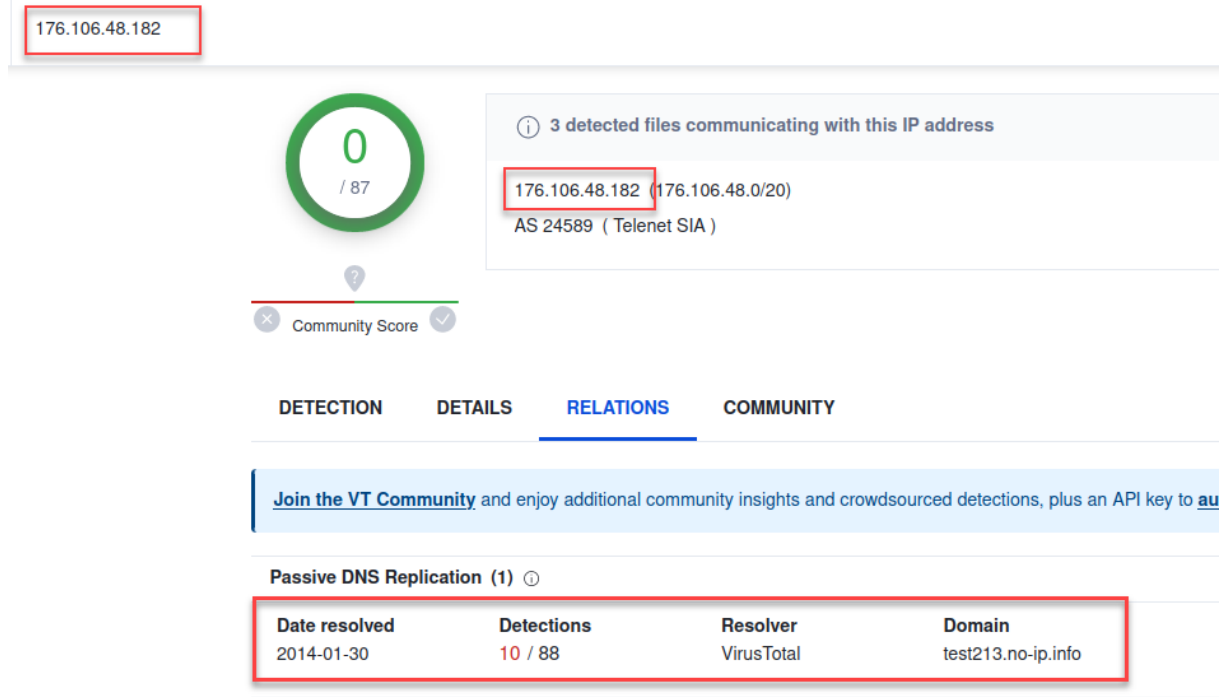 176.106.48.182
0
/ 87
3 detected files communicating with this IP address
176.106.48.182 (176.106.48.0/20)
AS 24589 ( Telenet SIA )
?
Community Score
DETECTION DETAILS RELATIONS COMMUNITY
Join the VT Community and enjoy additional community insights and crowdsourced detections, plus an API key to au
Passive DNS Replication (1)
Date resolved Detections Resolver Domain
2014-01-30 10 / 88 VirusTotal test213.no-ip.info